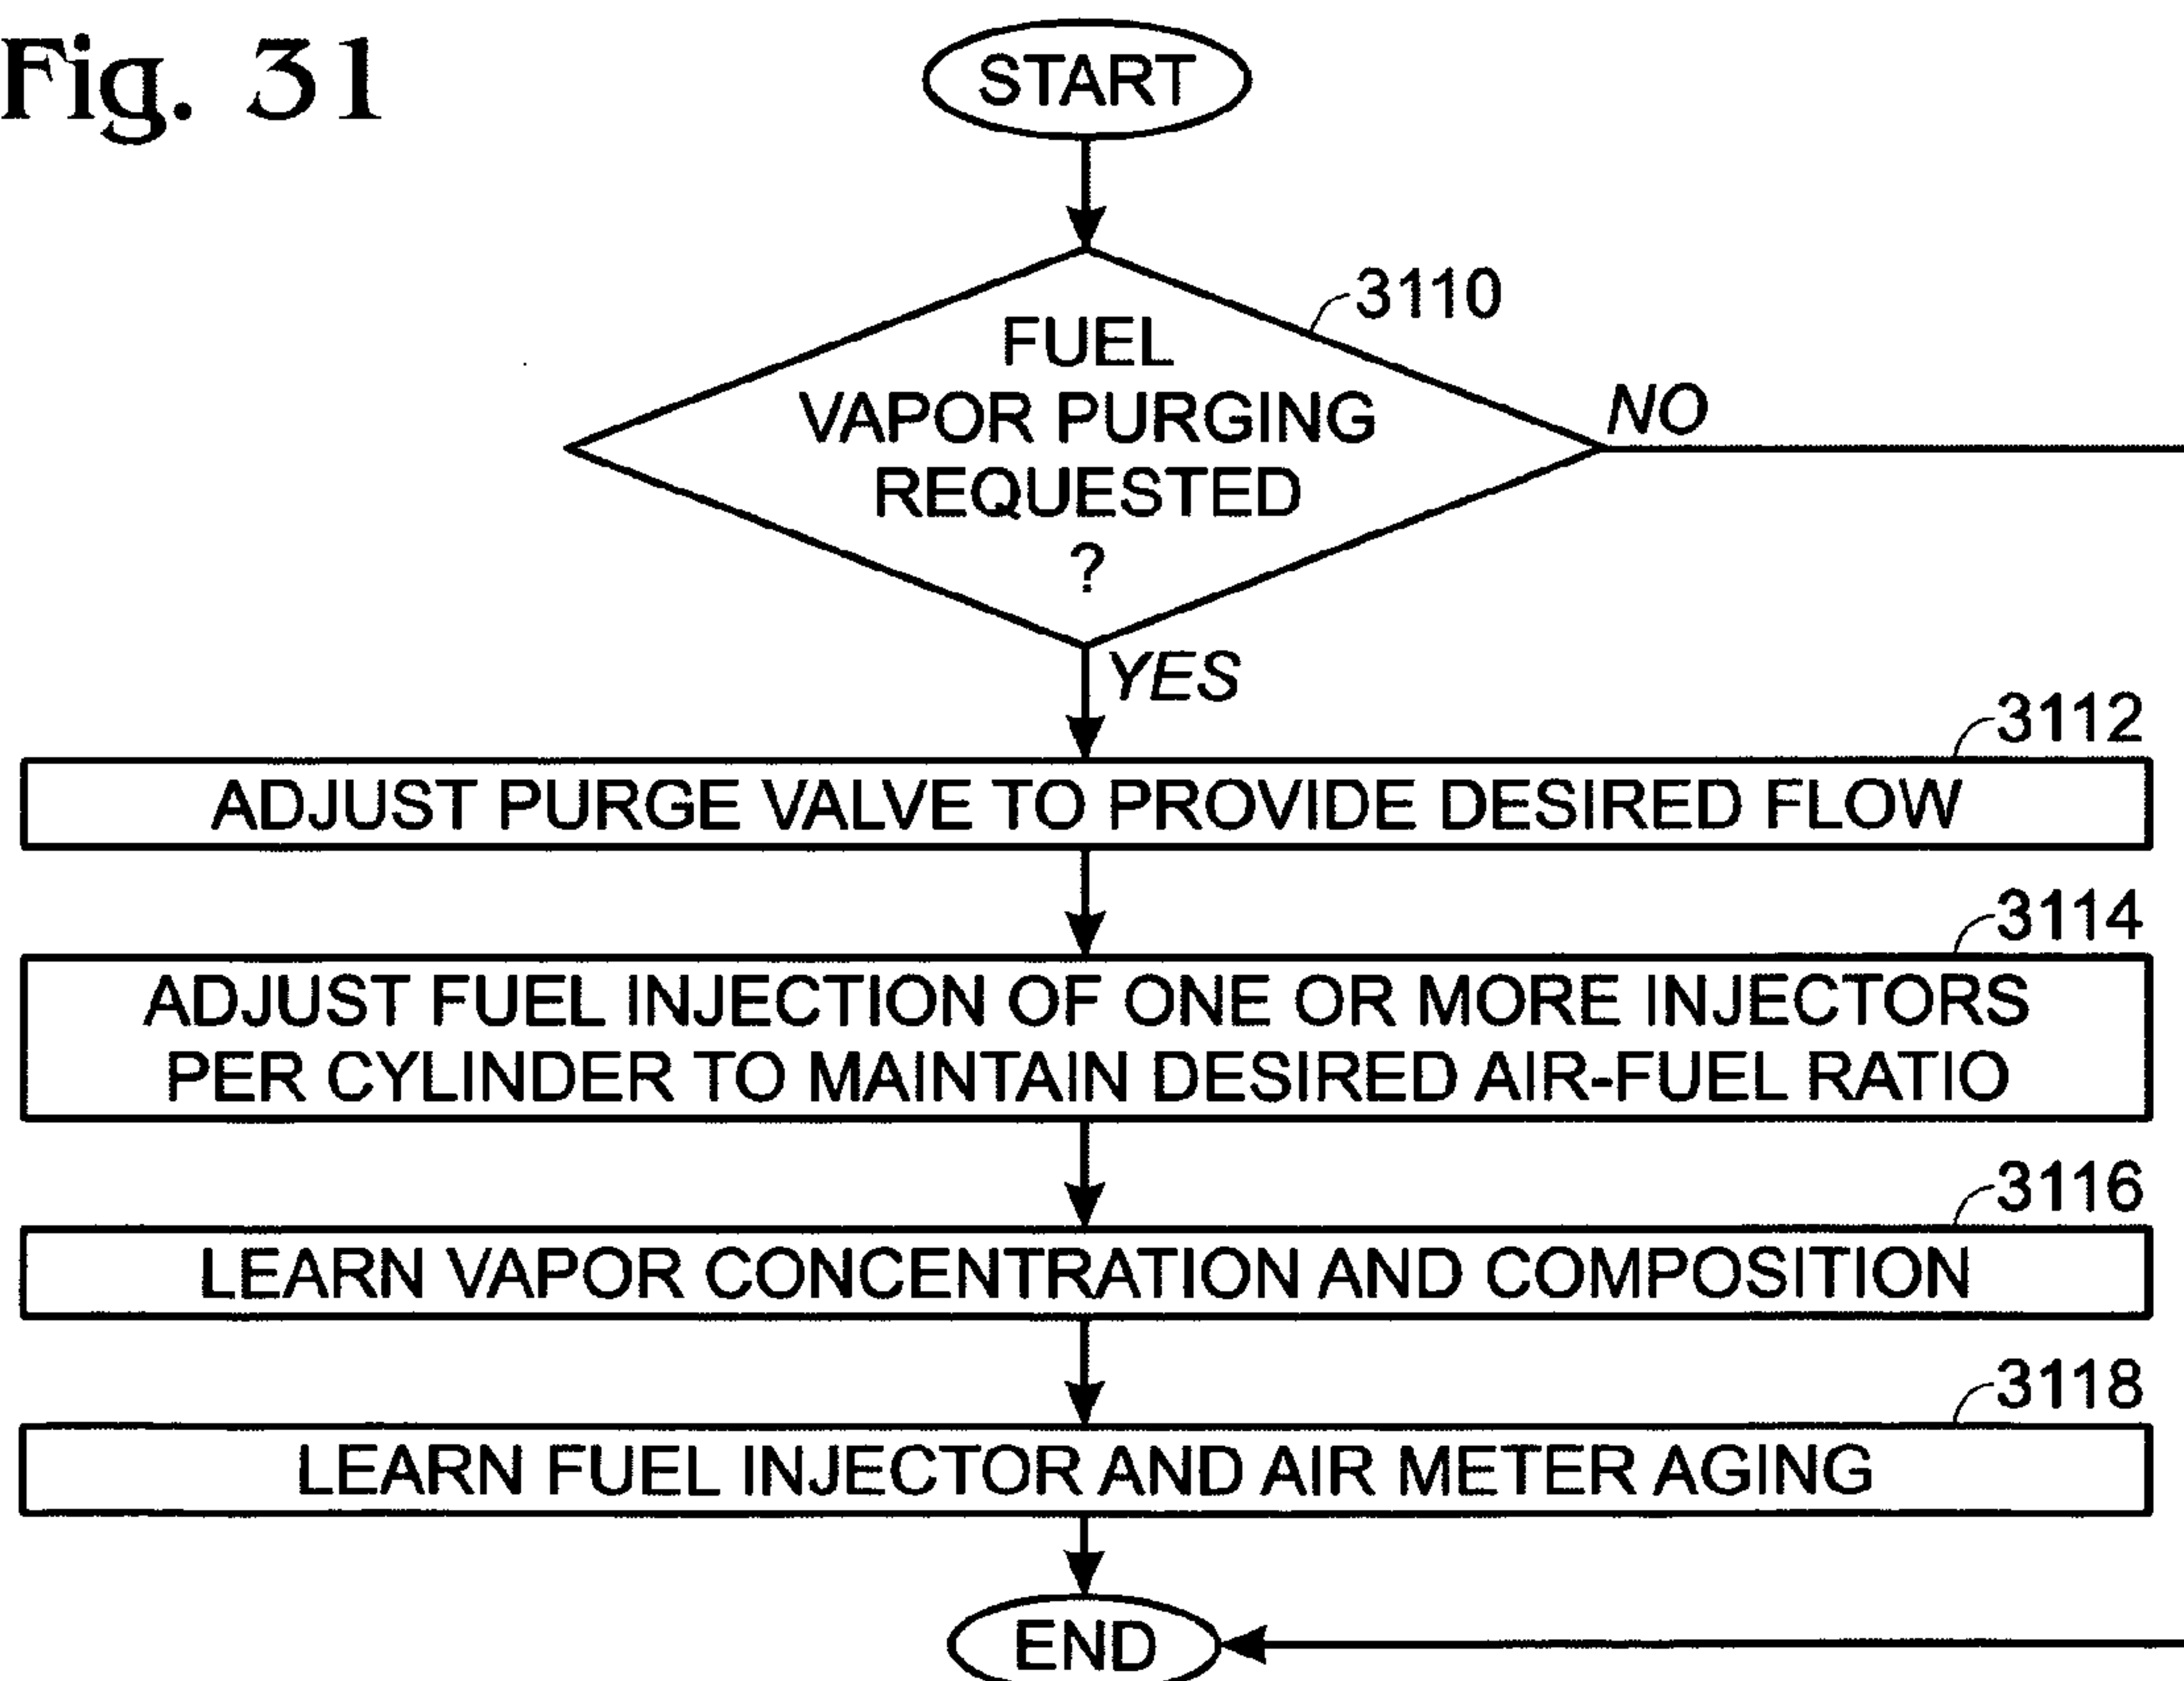 Fig. 31
START
3110
FUEL
VAPOR PURGING
REQUESTED
?
NO
YES
3112
ADJUST PURGE VALVE TO PROVIDE DESIRED FLOW
3114
ADJUST FUEL INJECTION OF ONE OR MORE INJECTORS
PER CYLINDER TO MAINTAIN DESIRED AIR-FUEL RATIO
3116
LEARN VAPOR CONCENTRATION AND COMPOSITION
3118
LEARN FUEL INJECTOR AND AIR METER AGING
END